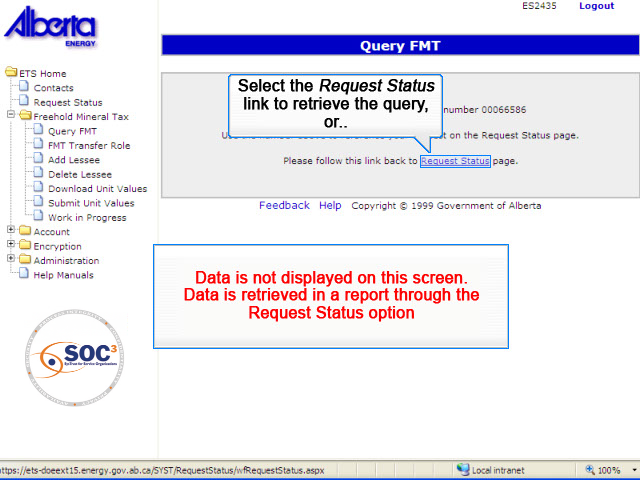 Alberta
ENERGY
ES2435 Logout
Query FMT
ETS Home
Contacts
Request Status
Freehold Mineral Tax
Query FMT
FMT Transfer Role
Add Lessee
Delete Lessee
Download Unit Values
Submit Unit Values
Work in Progress
Account
Encryption
Administration
Help Manuals
Select the Request Status
link to retrieve the query,
or..
number 00066586
on the Request Status page.
Please follow this link back to Request Status page.
Feedback Help Copyright © 1999 Government of Alberta
Data is not displayed on this screen.
Data is retrieved in a report through the
Request Status option
SOC3
SysTrust for Service Organizations
https://ets-doeext15.energy.gov.ab.ca/SYST/RequestStatus/wfRequestStatus.aspx
Local intranet
100%